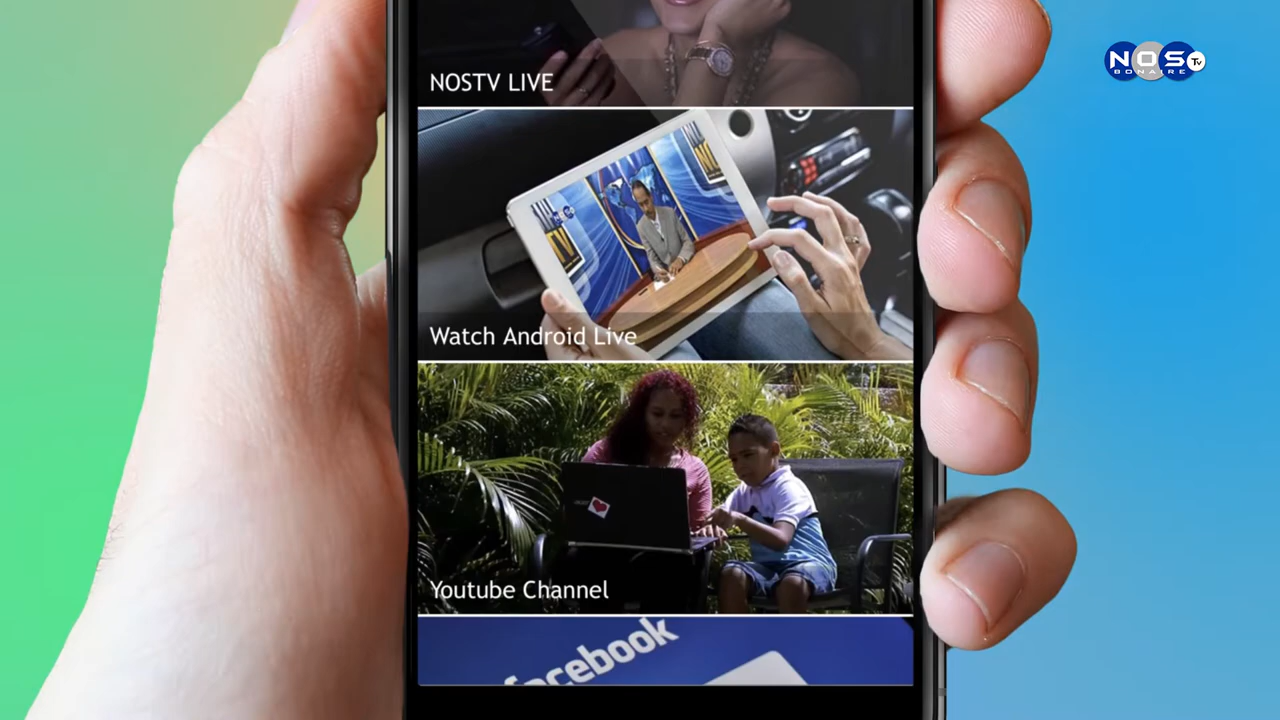 NOSTV LIVE
NOS TV
BONAIRE
Watch Android Live
Youtube Channel
facebook